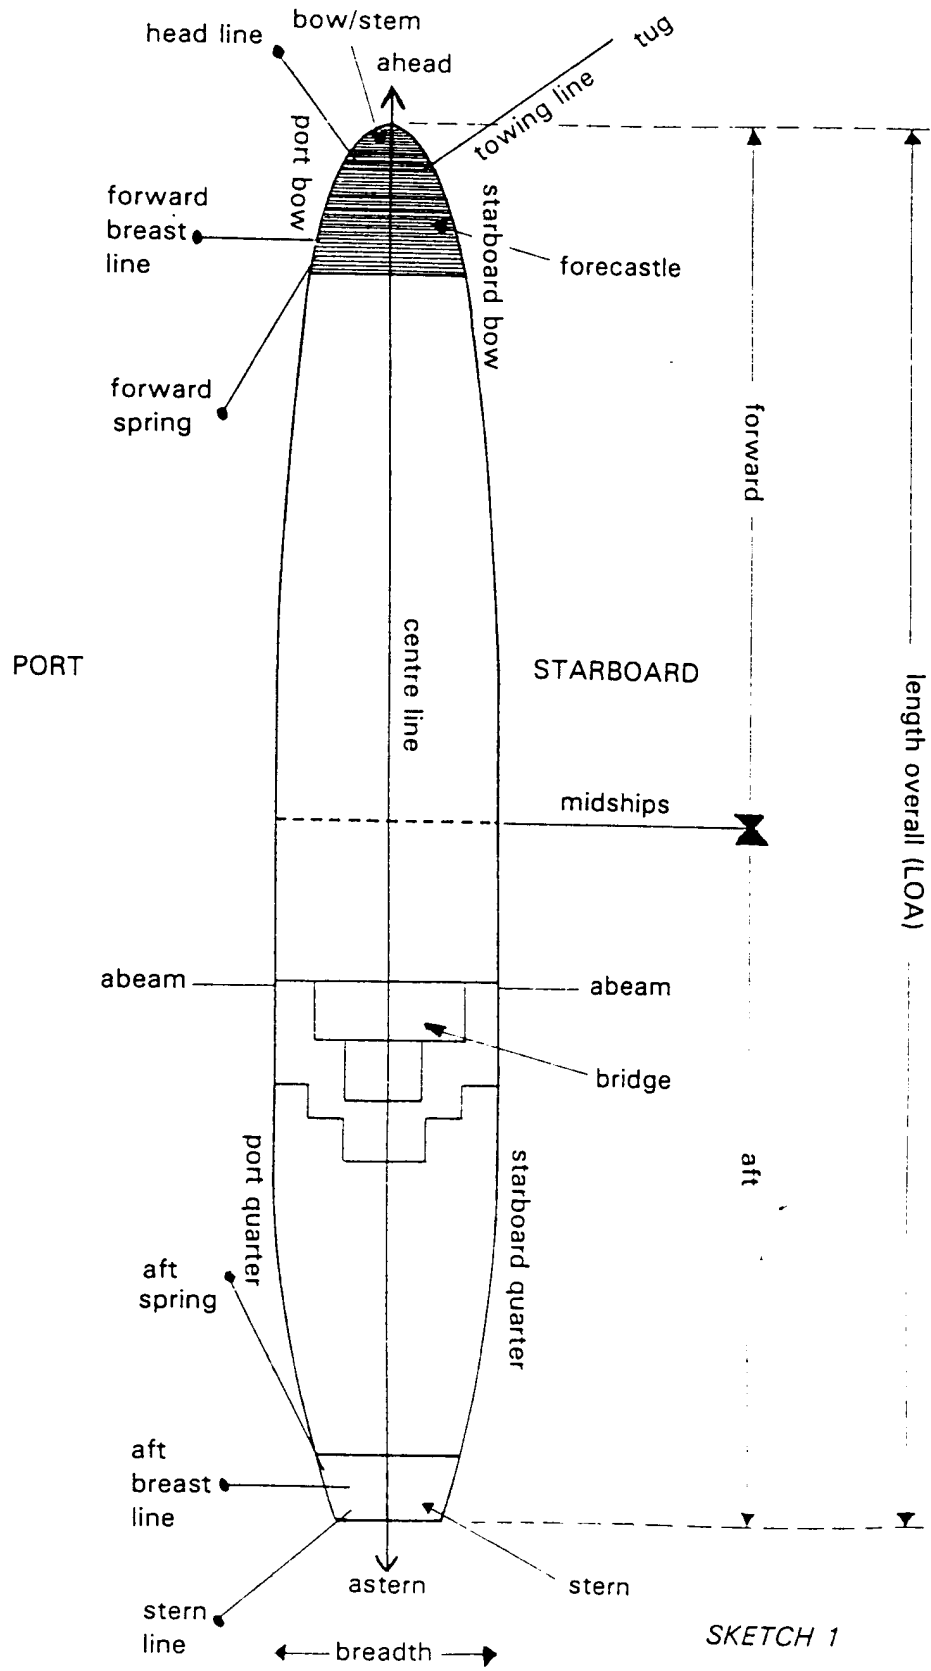 bow/stem
head line
tug
ahead
towing line
port bow
forward
breast
line
starboard bow
forecastle
forward
spring
forward
centre line
PORT
STARBOARD
length overall (LOA)
midships
abeam
abeam
bridge
port quarter
starboard quarter
aft
aft
spring
aft
breast
line
astern
stern
stern
line
breadth
SKETCH 1